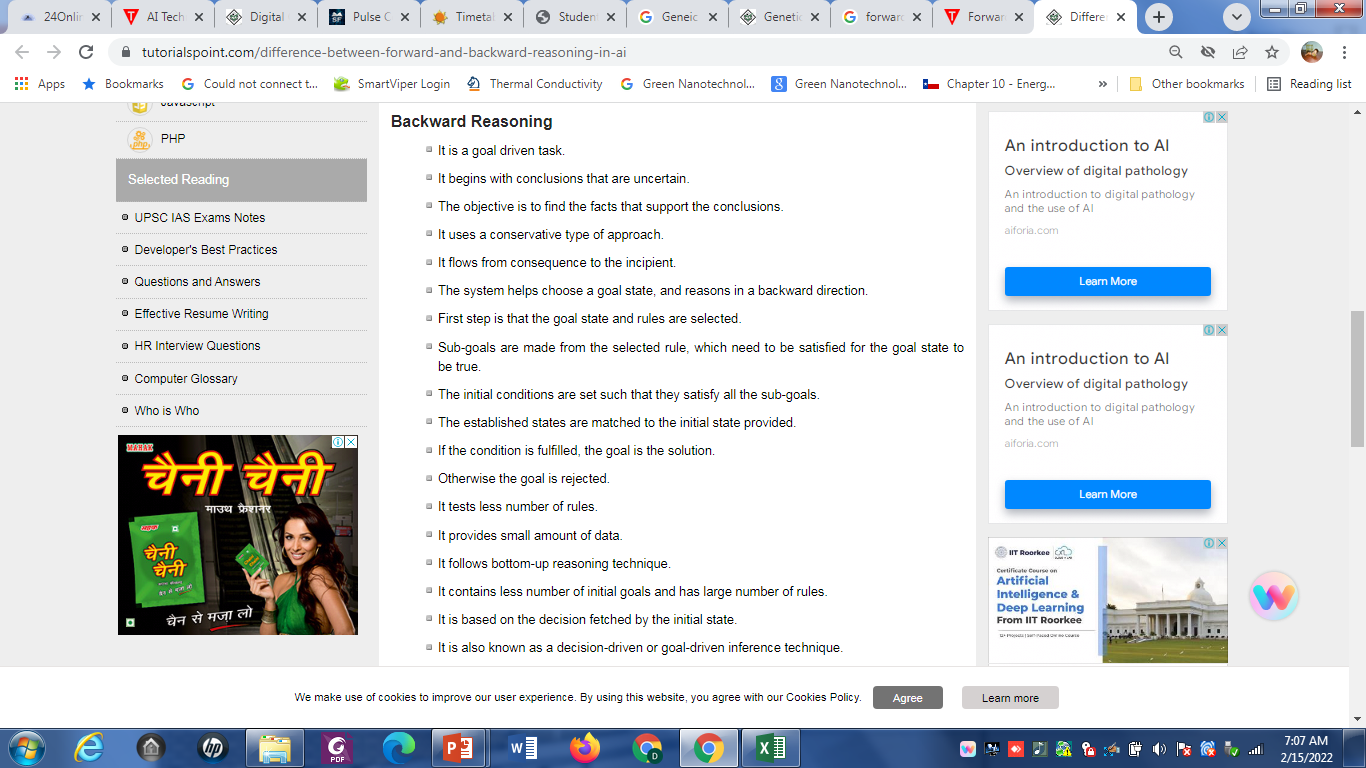 24Onlin
AI Tech
Digital
Pulse C
Timetal
Student
Geneic
Genetic
forward
Forwar
Differe
tutorialspoint.com/difference-between-forward-and-backward-reasoning-in-ai
Apps
Bookmarks
Could not connect t...
SmartViper Login
Thermal Conductivity
Green Nanotechnol...
Green Nanotechnol...
Chapter 10 - Energ...
»
Other bookmarks
Reading list
Javascript
PHP
Selected Reading
UPSC IAS Exams Notes
Developer's Best Practices
Questions and Answers
Effective Resume Writing
HR Interview Questions
Computer Glossary
Who is Who
चैनी चैनी
माउथ फ्रैशनर
चैनी
चैनी
चैन से मज़ा लो
Backward Reasoning
It is a goal driven task.
It begins with conclusions that are uncertain.
The objective is to find the facts that support the conclusions.
It uses a conservative type of approach.
It flows from consequence to the incipient.
The system helps choose a goal state, and reasons in a backward direction.
First step is that the goal state and rules are selected.
Sub-goals are made from the selected rule, which need to be satisfied for the goal state to
be true.
The initial conditions are set such that they satisfy all the sub-goals.
The established states are matched to the initial state provided.
If the condition is fulfilled, the goal is the solution.
Otherwise the goal is rejected.
It tests less number of rules.
It provides small amount of data.
It follows bottom-up reasoning technique.
It contains less number of initial goals and has large number of rules.
It is based on the decision fetched by the initial state.
It is also known as a decision-driven or goal-driven inference technique.
An introduction to AI
Overview of digital pathology
An introduction to digital pathology
and the use of AI
aiforia.com
Learn More
An introduction to AI
Overview of digital pathology
An introduction to digital pathology
and the use of AI
aiforia.com
Learn More
IIT Roorkee
Certificate Course on
Artificial
Intelligence &
Deep Learning
From IIT Roorkee
We make use of cookies to improve our user experience. By using this website, you agree with our Cookies Policy.
Agree
Learn more
7:07 AM
2/15/2022